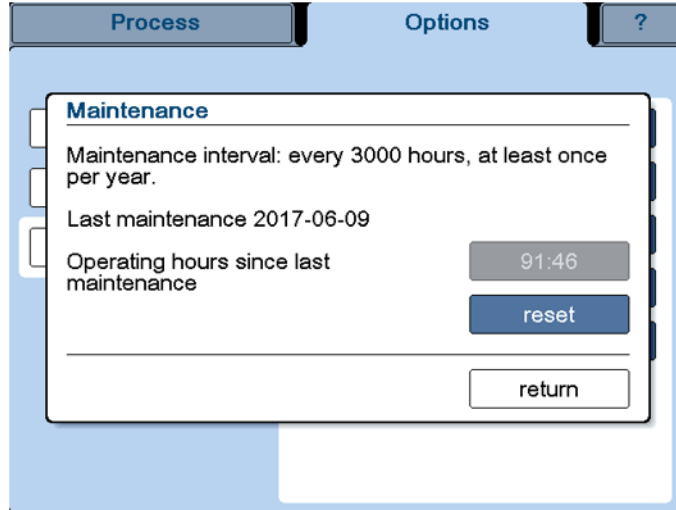 Process
Options
?
Maintenance
Maintenance interval: every 3000 hours, at least once
per year.
Last maintenance 2017-06-09
Operating hours since last
maintenance
91:46
reset
return